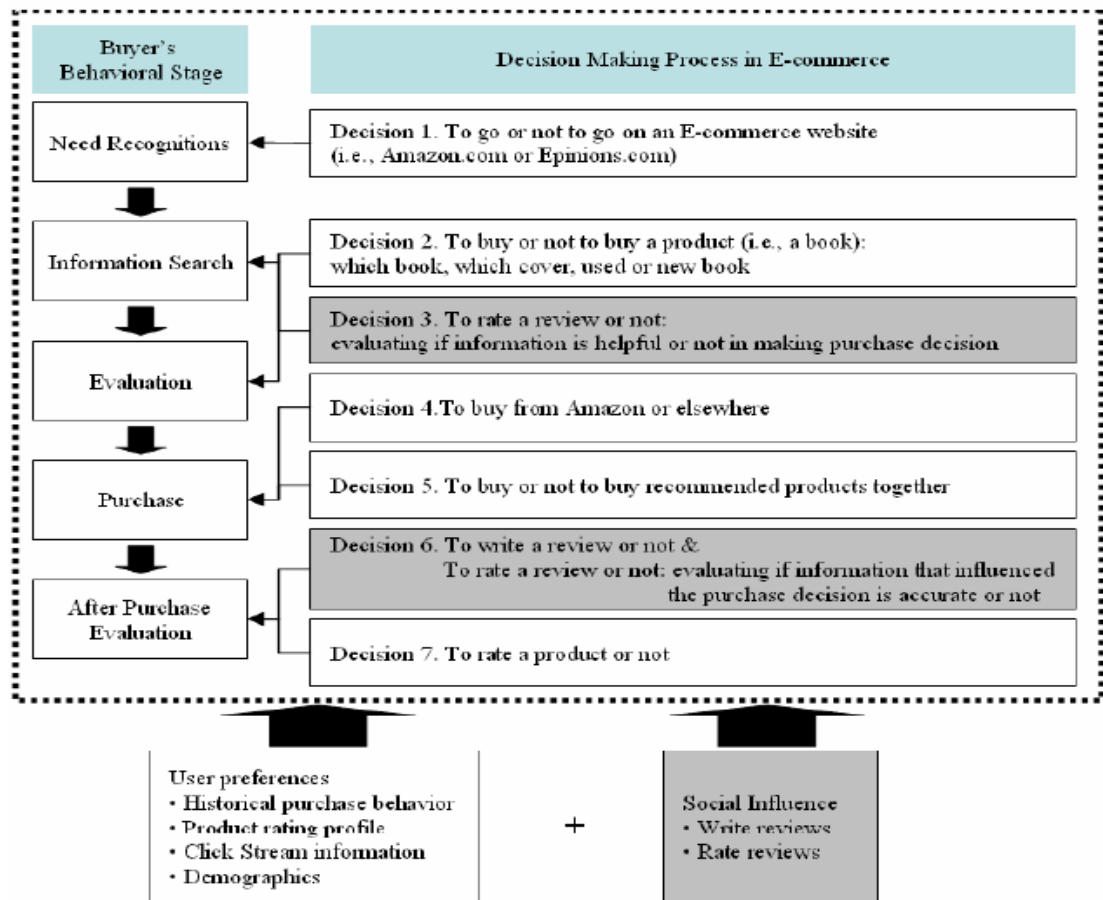 Buyer's
Behavioral Stage
Decision Making Process in E-commerce
Need Recognitions
Decision 1. To go or not to go on an E-commerce website
(i.e., Amazon.com or Epinions.com)
Information Search
Decision 2. To buy or not to buy a product (i.e., a book):
which book, which cover, used or new book
Decision 3. To rate a review or not:
evaluating if information is helpful or not in making purchase decision
Evaluation
Decision 4.To buy from Amazon or elsewhere
Purchase
Decision 5. To buy or not to buy recommended products together
Decision 6. To write a review or not &
To rate a review or not: evaluating if information that influenced
the purchase decision is accurate or not
After Purchase
Evaluation
Decision 7. To rate a product or not
User preferences
• Historical purchase behavior
• Product rating profile
• Click Stream information
• Demographics
+
Social Influence
• Write reviews
• Rate reviews